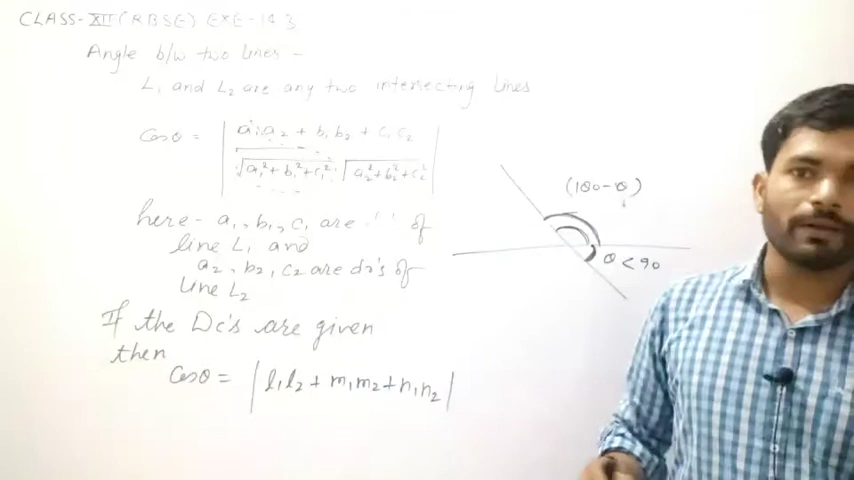 CLASS-XII (RBSE) EXE-14.3
Angle b/w two lines -
L₁ and L₂ are any two intersecting lines
Cosθ = | a₁a₂ + b₁b₂ + c₁c₂ / √a₁²+b₁²+c₁² · √a₂²+b₂²+c₂² |
here - a₁, b₁, c₁ are of
line L₁ and
a₂, b₂, c₂ are dr's of
line L₂
If the Dc's are given
then
Cosθ = | l₁l₂ + m₁m₂ + n₁n₂ |
(180-θ)
θ < 90